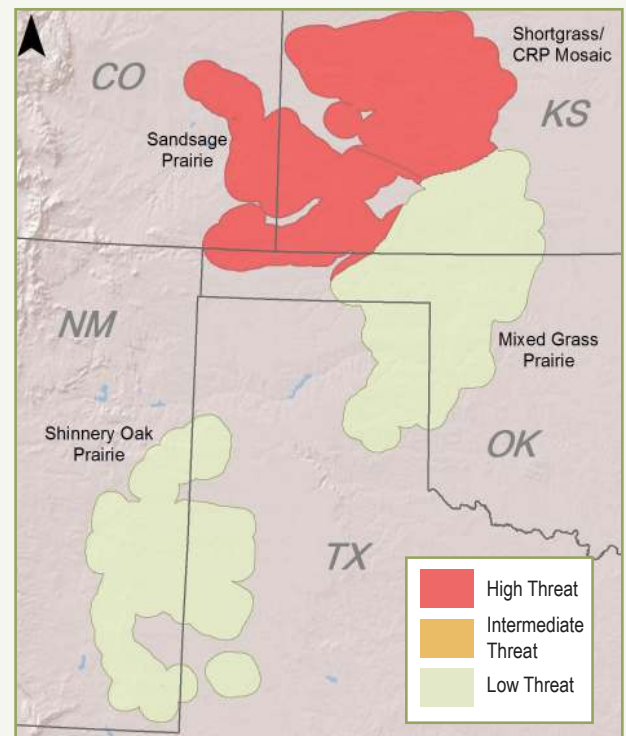 Shortgrass/
CRP Mosaic
CO
KS
Sandsage
Prairie
NM
Mixed Grass
Prairie
Shinnery Oak
Prairie
OK
TX
High Threat
Intermediate
Threat
Low Threat